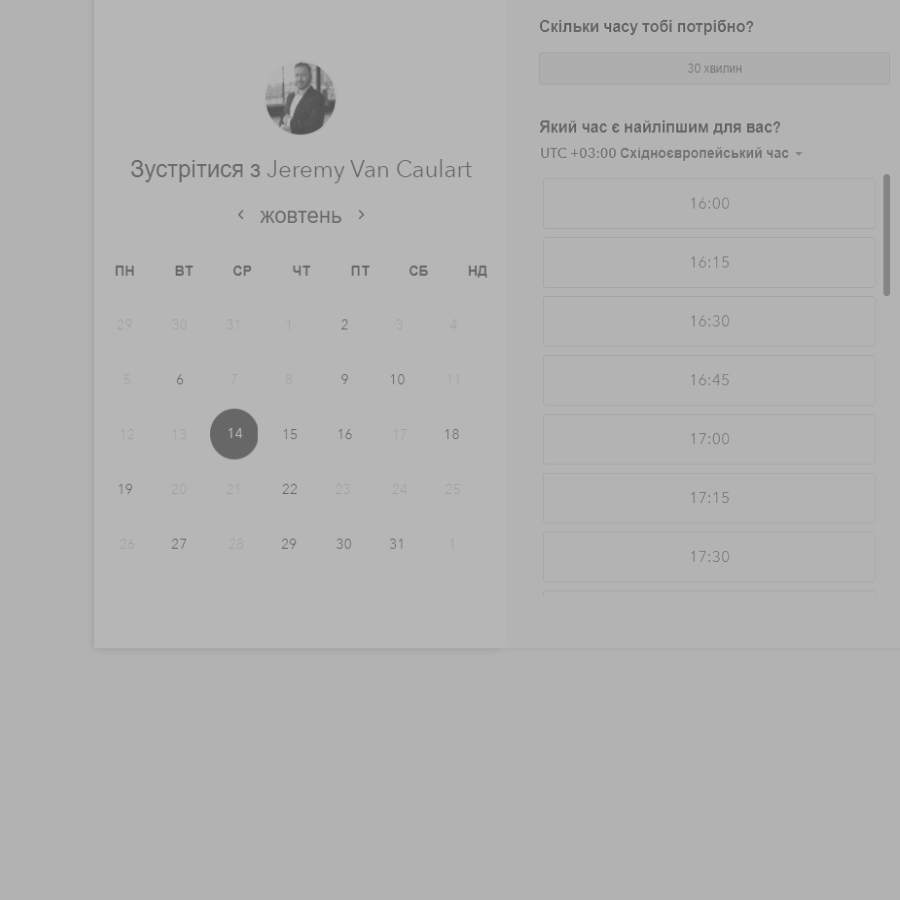 Зустрітися з Jeremy Van Caulart
‹ жовтень ›
ПН ВТ СР ЧТ ПТ СБ НД
29 30 31 1 2 3 4
5 6 7 8 9 10 11
12 13 14 15 16 17 18
19 20 21 22 23 24 25
26 27 28 29 30 31 1
Скільки часу тобі потрібно?
30 хвилин
Який час є найліпшим для вас?
UTC +03:00 Східноєвропейський час
16:00
16:15
16:30
16:45
17:00
17:15
17:30